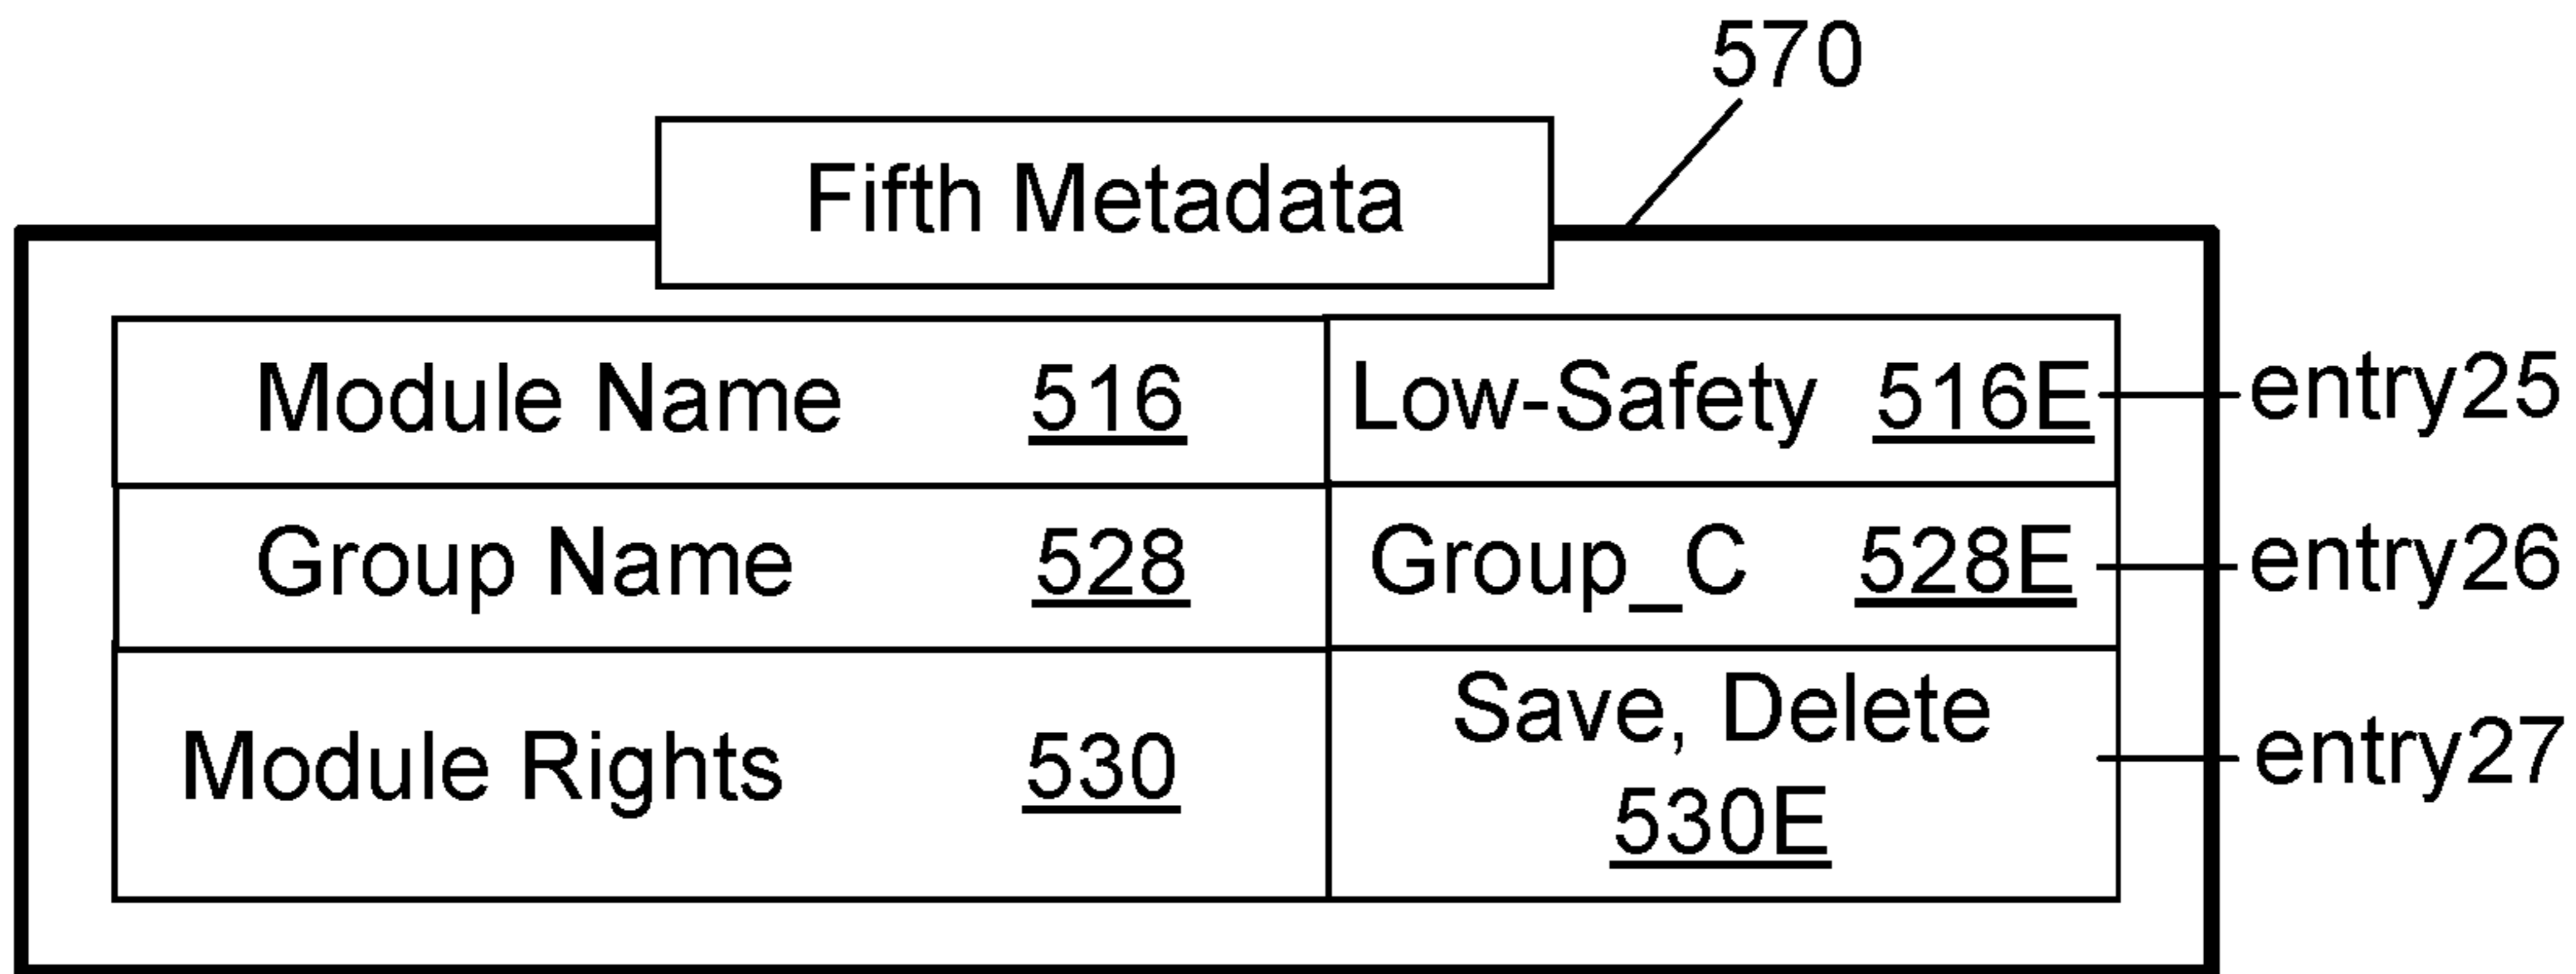 570
Fifth Metadata
Module Name 516 Low-Safety 516E entry25
Group Name 528 Group_C 528E entry26
Module Rights 530 Save, Delete 530E entry27